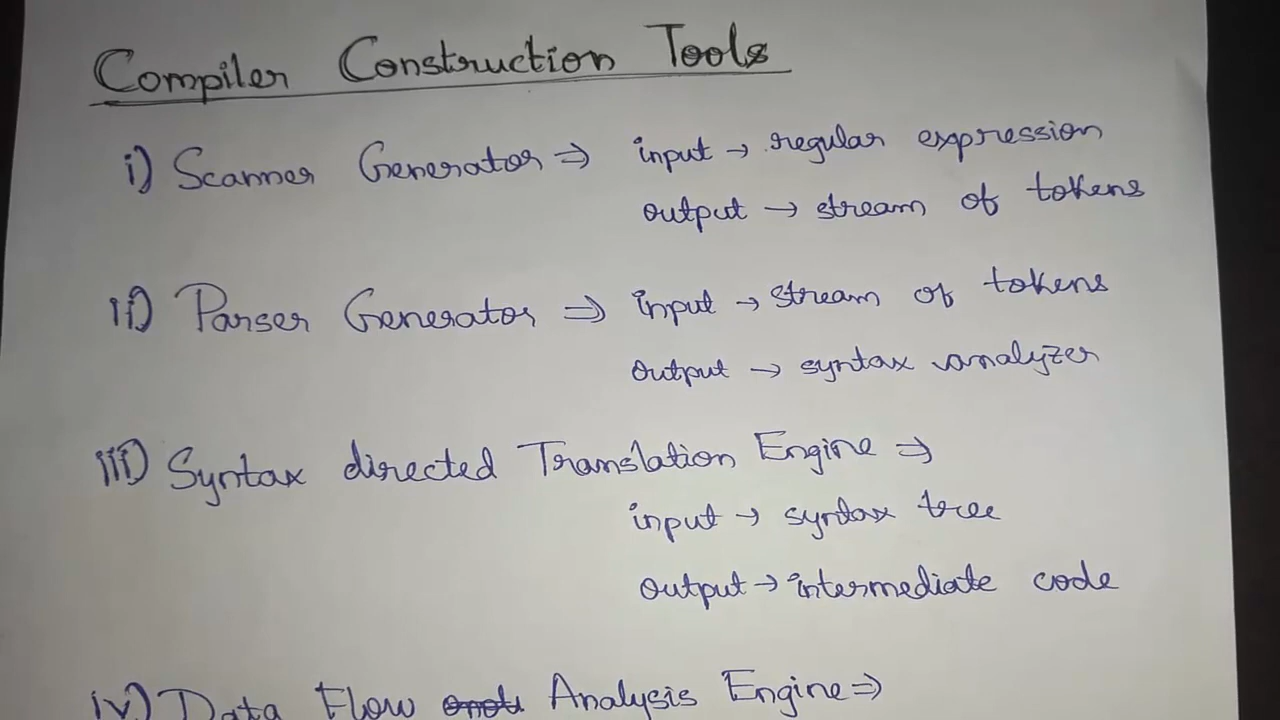 Compiler Construction Tools
i) Scanner Generator ⇒ input → regular expression
output → stream of tokens
ii) Parser Generator ⇒ input → stream of tokens
output → syntax analyzer
iii) Syntax directed Translation Engine ⇒
input → syntax tree
output → intermediate code
iv) Data Flow Analysis Engine ⇒